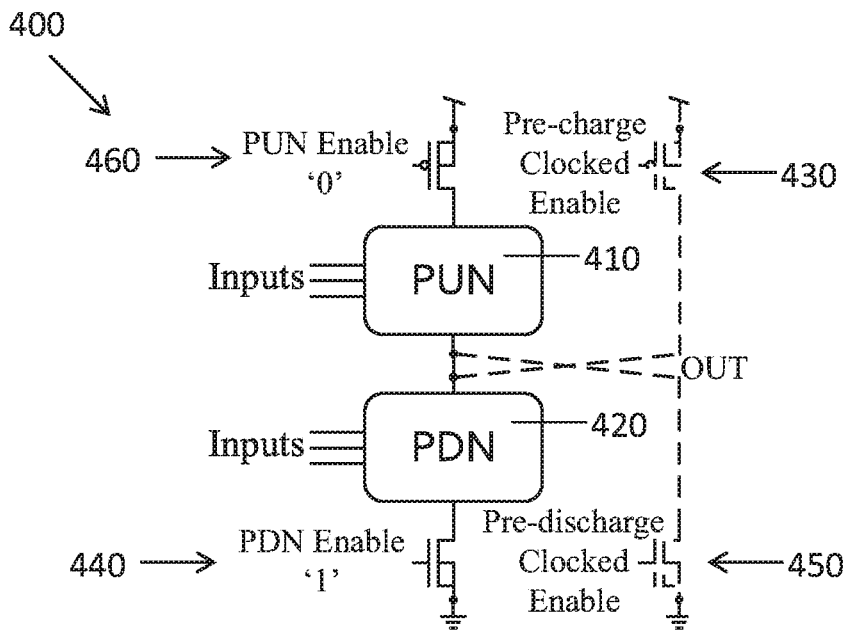 400
460
PUN Enable
‘0’
Pre-charge
Clocked
Enable
430
Inputs
PUN
410
OUT
Inputs
PDN
420
440
PDN Enable
‘1’
Pre-discharge
Clocked
Enable
450